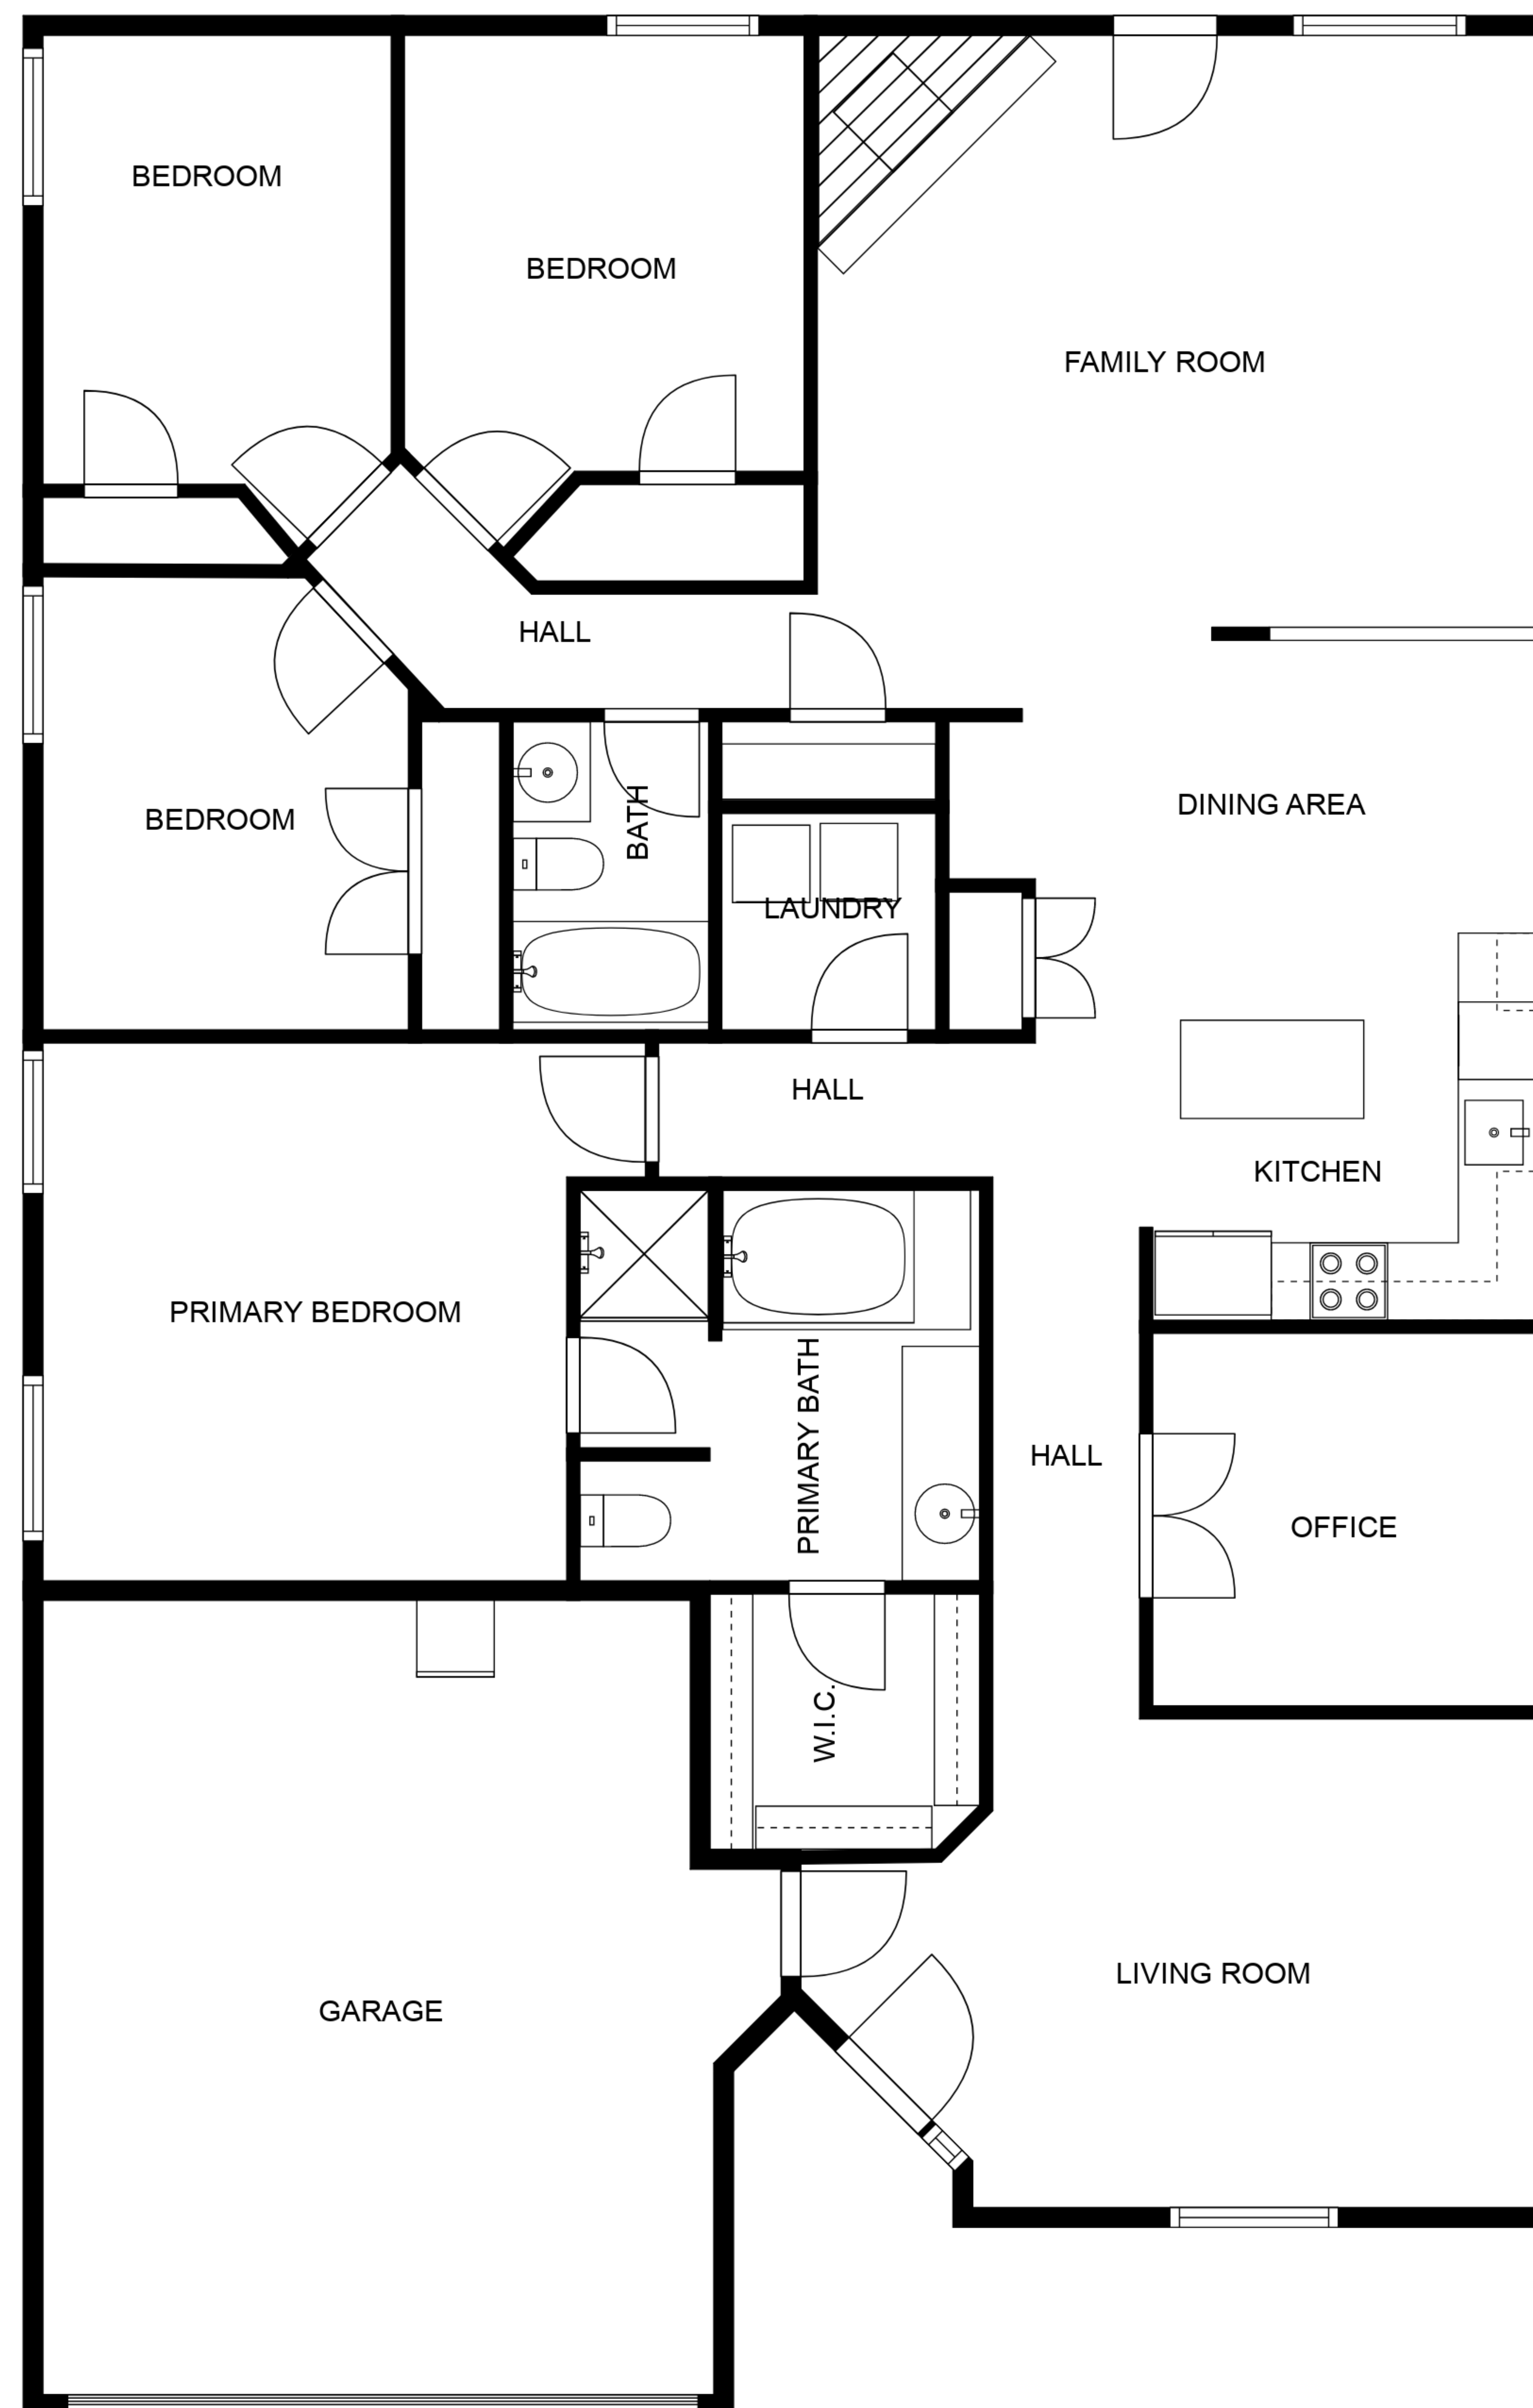 BEDROOM
BEDROOM
FAMILY ROOM
HALL
BEDROOM
BATH
LAUNDRY
DINING AREA
HALL
KITCHEN
PRIMARY BEDROOM
PRIMARY BATH
HALL
OFFICE
W.I.C.
GARAGE
LIVING ROOM